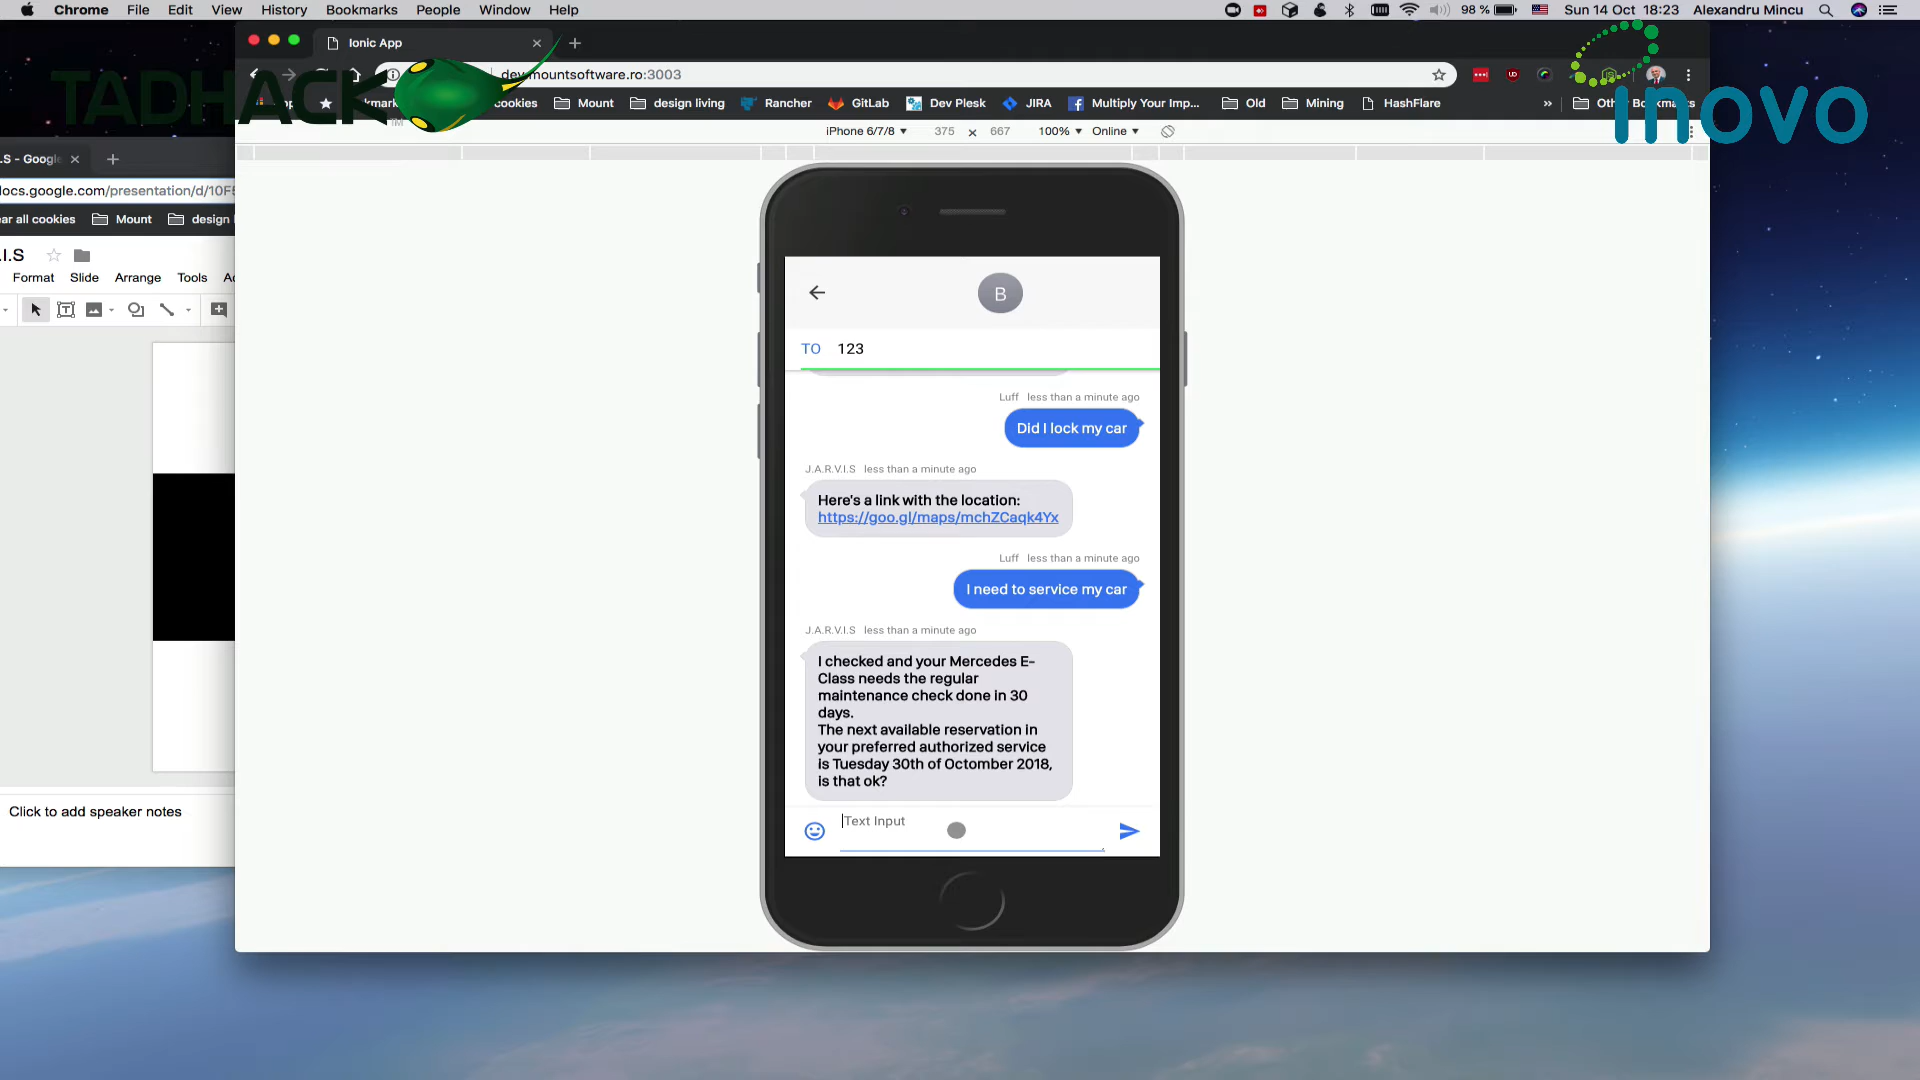 Chrome File Edit View History Bookmarks People Window Help 98 % Sun 14 Oct 18:23 Alexandru Mincu
Ionic App
TADHACK
inovo
dev.mountsoftware.ro:3003
cookies Mount design living Rancher GitLab Dev Plesk JIRA Multiply Your Imp... Old Mining HashFlare »
iPhone 6/7/8 ▼ 375 × 667 100% ▼ Online ▼
.S - Google
docs.google.com/presentation/d/10F5
ear all cookies Mount design
.I.S
Format Slide Arrange Tools
Click to add speaker notes
B
TO 123
Luff less than a minute ago
Did I lock my car
J.A.R.V.I.S less than a minute ago
Here's a link with the location:
https://goo.gl/maps/mchZCaqk4Yx
Luff less than a minute ago
I need to service my car
J.A.R.V.I.S less than a minute ago
I checked and your Mercedes E-
Class needs the regular
maintenance check done in 30
days.
The next available reservation in
your preferred authorized service
is Tuesday 30th of Octomber 2018,
is that ok?
Text Input